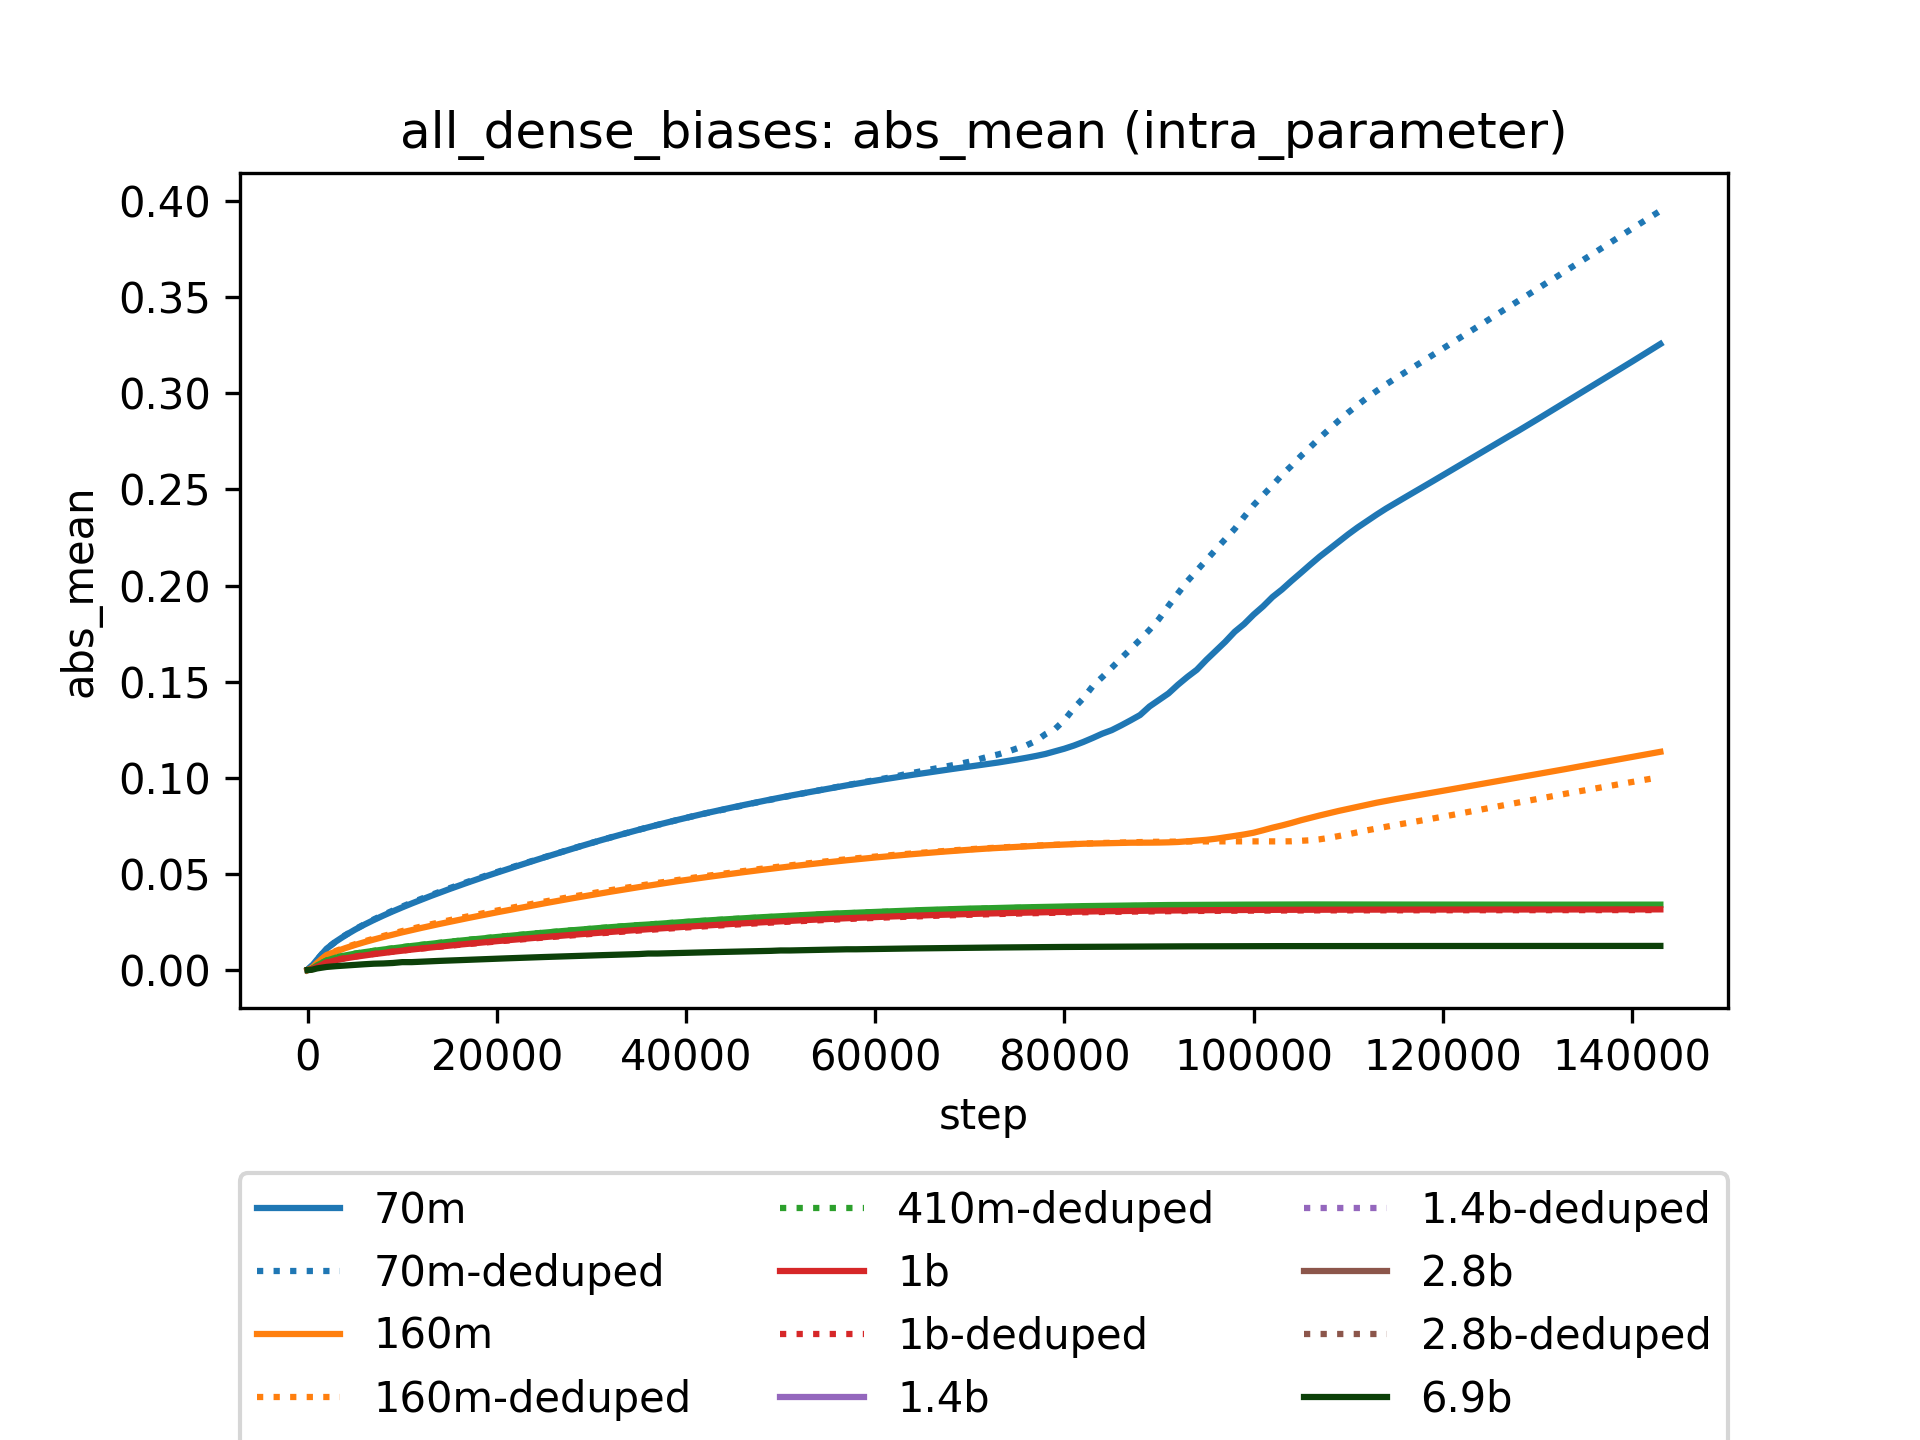 all_dense_biases: abs_mean (intra_parameter)
0.40
0.35
0.30
0.25
0.20
0.15
0.10
0.05
0.00
abs_mean
0 20000 40000 60000 80000 100000 120000 140000
step
70m 410m-deduped 1.4b-deduped
70m-deduped 1b 2.8b
160m 1b-deduped 2.8b-deduped
160m-deduped 1.4b 6.9b